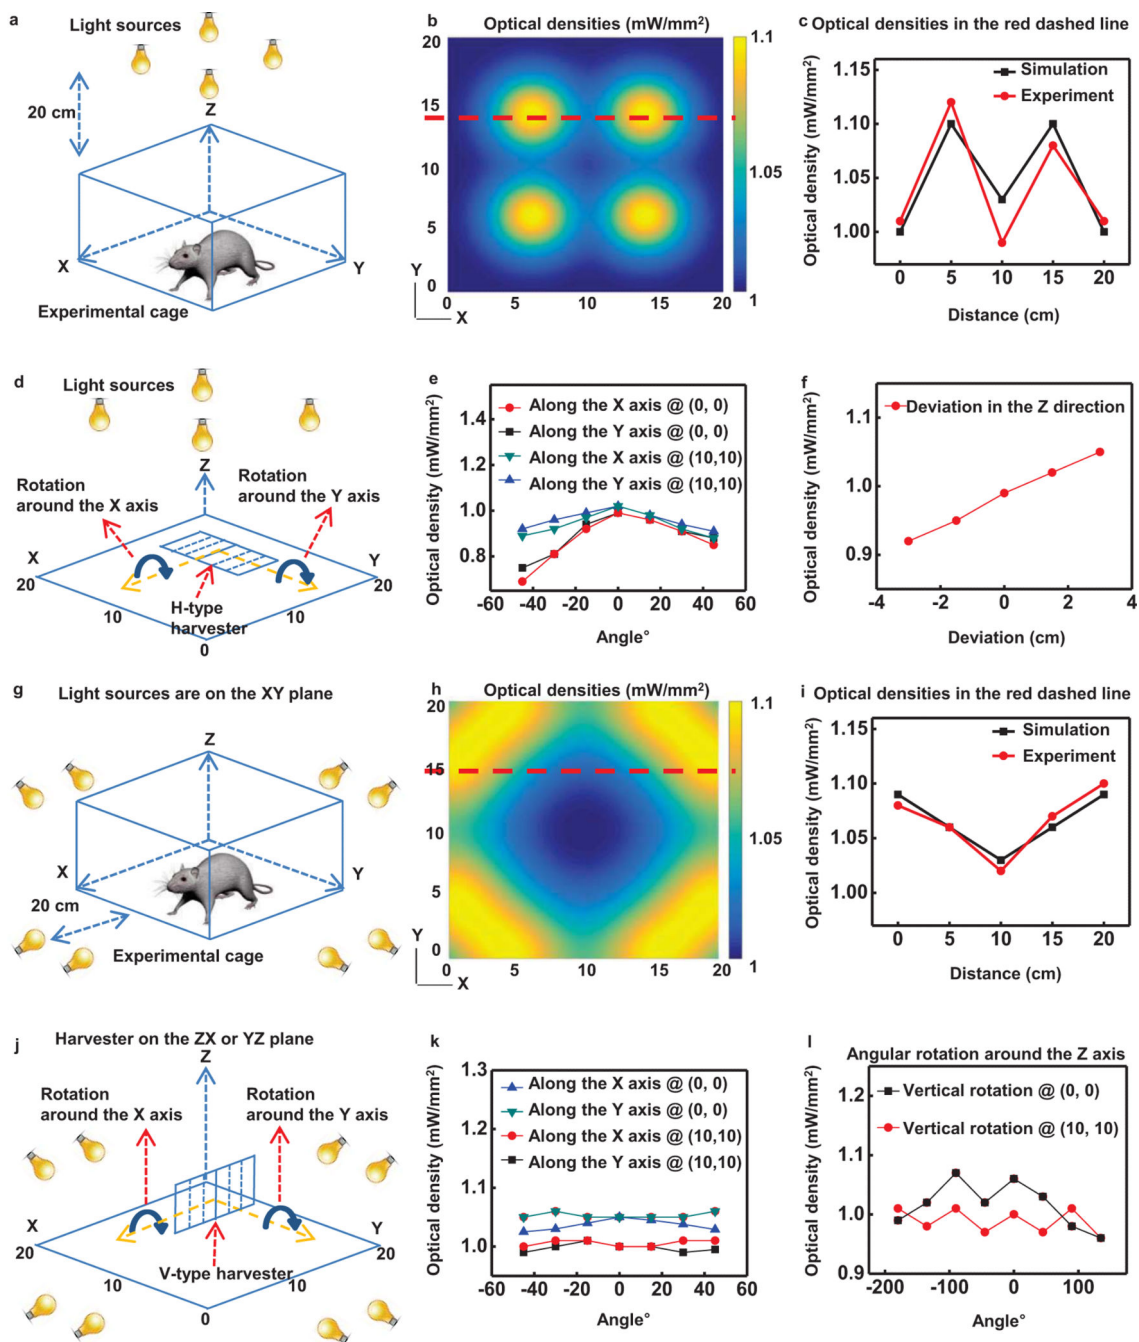 a
Light sources
20 cm
Z
X
Y
Experimental cage
b
Optical densities (mW/mm²)
20
15
10
5
0
Y
X
0
5
10
15
20
1.1
1.05
1
c Optical densities in the red dashed line
Optical density (mW/mm²)
1.15
1.10
1.05
1.00
Simulation
Experiment
0
5
10
15
20
Distance (cm)
d
Light sources
Z
Rotation
around the X axis
Rotation
around the Y axis
X
20
10
H-type
harvester
0
10
Y
20
e
Optical density (mW/mm²)
1.4
1.2
1.0
0.8
Along the X axis @ (0, 0)
Along the Y axis @ (0, 0)
Along the X axis @ (10,10)
Along the Y axis @ (10,10)
-60
-40
-20
0
20
40
60
Angle°
f
Optical density (mW/mm²)
1.1
1.0
0.9
Deviation in the Z direction
-4
-2
0
2
4
Deviation (cm)
g
Light sources are on the XY plane
Z
X
Y
20 cm
Experimental cage
h
Optical densities (mW/mm²)
20
15
10
5
0
Y
X
0
5
10
15
20
1.1
1.05
1
i Optical densities in the red dashed line
Optical density (mW/mm²)
1.15
1.10
1.05
1.00
Simulation
Experiment
0
5
10
15
20
Distance (cm)
j
Harvester on the ZX or YZ plane
Z
Rotation
around the X axis
Rotation
around the Y axis
X
20
10
V-type harvester
0
10
Y
20
k
Optical density (mW/mm²)
1.3
1.2
1.1
1.0
Along the X axis @ (0, 0)
Along the Y axis @ (0, 0)
Along the X axis @ (10,10)
Along the Y axis @ (10,10)
-60
-40
-20
0
20
40
60
Angle°
l
Angular rotation around the Z axis
Optical density (mW/mm²)
1.2
1.1
1.0
0.9
Vertical rotation @ (0, 0)
Vertical rotation @ (10, 10)
-200
-100
0
100
Angle°